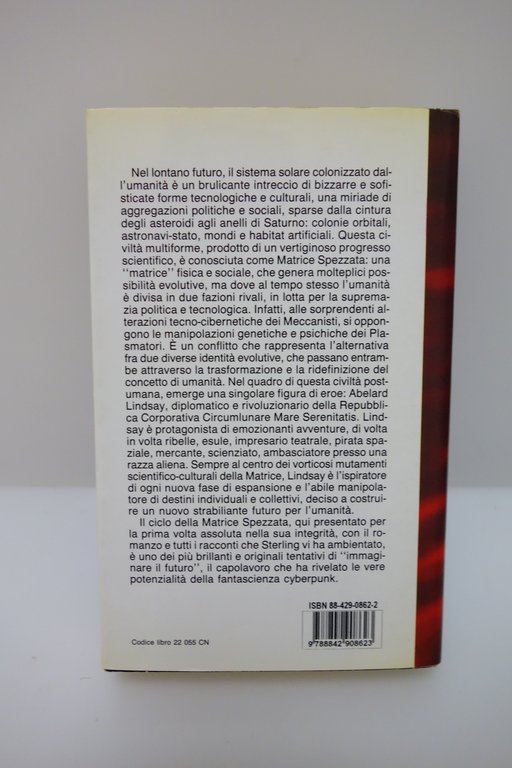 Nel lontano futuro, il sistema solare colonizzato dal-
l'umanità è un brulicante intreccio di bizzarre e sofi-
sticate forme tecnologiche e culturali, una miriade di
aggregazioni politiche e sociali, sparse dalla cintura
degli asteroidi agli anelli di Saturno: colonie orbitali,
astronavi-stato, mondi e habitat artificiali. Questa ci-
viltà multiforme, prodotto di un vertiginoso progresso
scientifico, è conosciuta come Matrice Spezzata: una
''matrice'' fisica e sociale, che genera molteplici pos-
sibilità evolutive, ma dove al tempo stesso l'umanità
è divisa in due fazioni rivali, in lotta per la suprema-
zia politica e tecnologica. Infatti, alle sorprendenti al-
terazioni tecno-cibernetiche dei Meccanisti, si oppon-
gono le manipolazioni genetiche e psichiche dei Pla-
smatori. È un conflitto che rappresenta l'alternativa
fra due diverse identità evolutive, che passano entram-
be attraverso la trasformazione e la ridefinizione del
concetto di umanità. Nel quadro di questa civiltà post-
umana, emerge una singolare figura di eroe: Abelard
Lindsay, diplomatico e rivoluzionario della Repubbli-
ca Corporativa Circumlunare Mare Serenitatis. Lind-
say è protagonista di emozionanti avventure, di volta
in volta ribelle, esule, impresario teatrale, pirata spa-
ziale, mercante, scienziato, ambasciatore presso una
razza aliena. Sempre al centro dei vorticosi mutamenti
scientifico-culturali della Matrice, Lindsay è l'ispiratore
di ogni nuova fase di espansione e l'abile manipola-
tore di destini individuali e collettivi, deciso a costrui-
re un nuovo strabiliante futuro per l'umanità.
Il ciclo della Matrice Spezzata, qui presentato per
la prima volta assoluta nella sua integrità, con il ro-
manzo e tutti i racconti che Sterling vi ha ambientato,
è uno dei più brillanti e originali tentativi di ''immagi-
nare il futuro'', il capolavoro che ha rivelato le vere
potenzialità della fantascienza cyberpunk.
ISBN 88-429-0862-2
9 788842 908623
Codice libro 22 055 CN